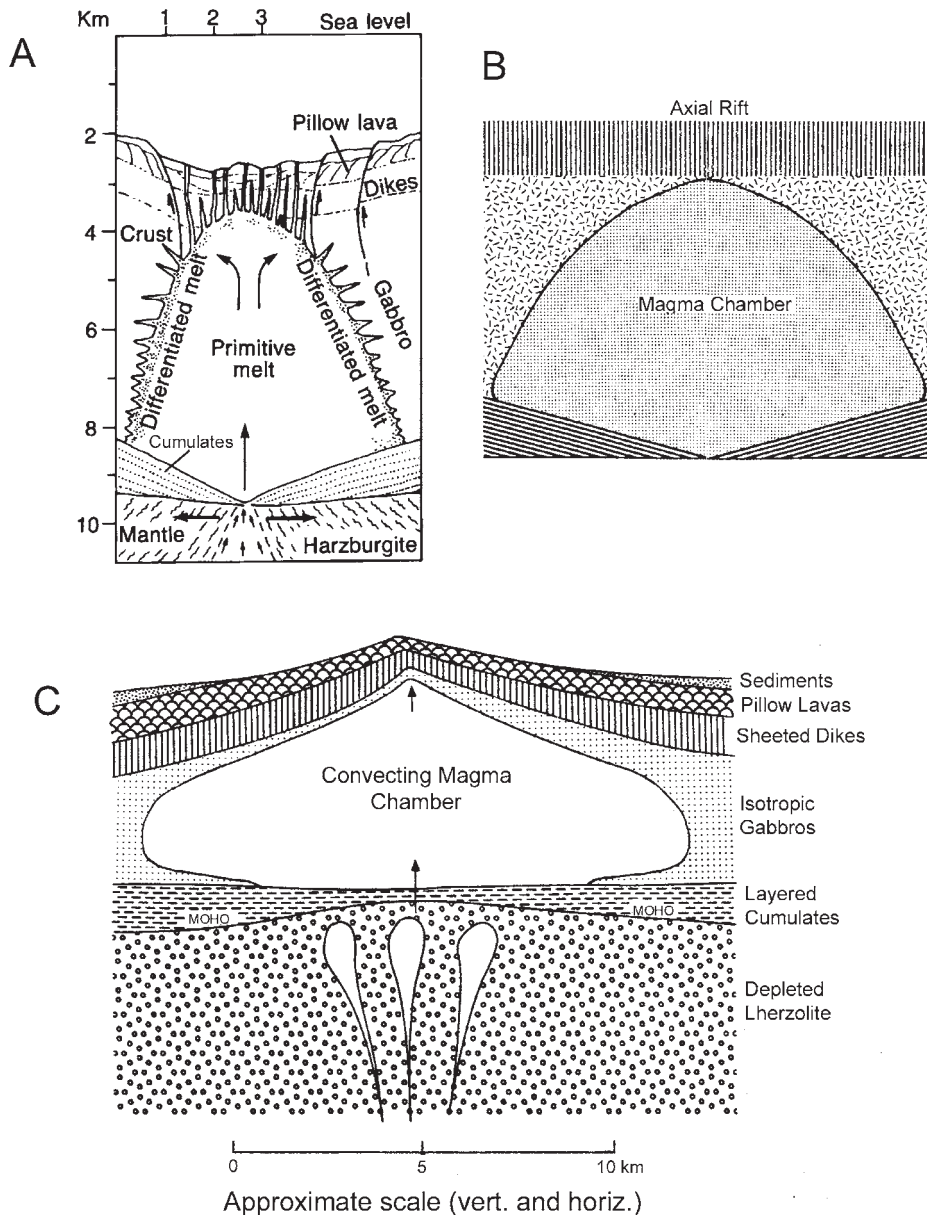 A
Km 1 2 3 Sea level
2
4
6
8
10
Pillow lava
Dikes
Crust
Differentiated melt
Differentiated melt
Gabbro
Primitive
melt
Cumulates
Mantle
Harzburgite
B
Axial Rift
Magma Chamber
C
Sediments
Pillow Lavas
Sheeted Dikes
Convecting Magma
Chamber
Isotropic
Gabbros
Layered
Cumulates
MOHO
MOHO
Depleted
Lherzolite
0 5 10 km
Approximate scale (vert. and horiz.)